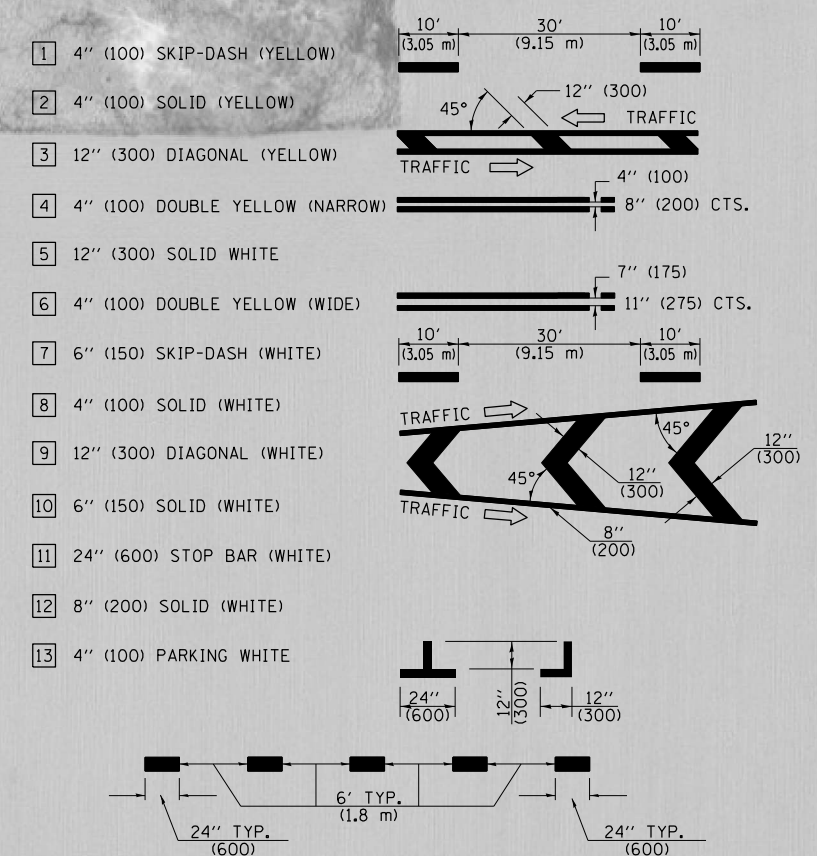 10' 30' 10'
(3.05 m) (9.15 m) (3.05 m)
1 4'' (100) SKIP-DASH (YELLOW)
2 4'' (100) SOLID (YELLOW)
45° 12'' (300)
TRAFFIC
3 12'' (300) DIAGONAL (YELLOW)
TRAFFIC
4'' (100)
4 4'' (100) DOUBLE YELLOW (NARROW)
8'' (200) CTS.
5 12'' (300) SOLID WHITE
7'' (175)
6 4'' (100) DOUBLE YELLOW (WIDE)
11'' (275) CTS.
10' 30' 10'
(3.05 m) (9.15 m) (3.05 m)
7 6'' (150) SKIP-DASH (WHITE)
8 4'' (100) SOLID (WHITE)
TRAFFIC
45°
12''
(300)
9 12'' (300) DIAGONAL (WHITE)
45°
12''
(300)
10 6'' (150) SOLID (WHITE)
TRAFFIC
8''
(200)
11 24'' (600) STOP BAR (WHITE)
12 8'' (200) SOLID (WHITE)
13 4'' (100) PARKING WHITE
24''
(600)
12''
(300)
12''
(300)
6' TYP.
(1.8 m)
24'' TYP.
(600)
24'' TYP.
(600)